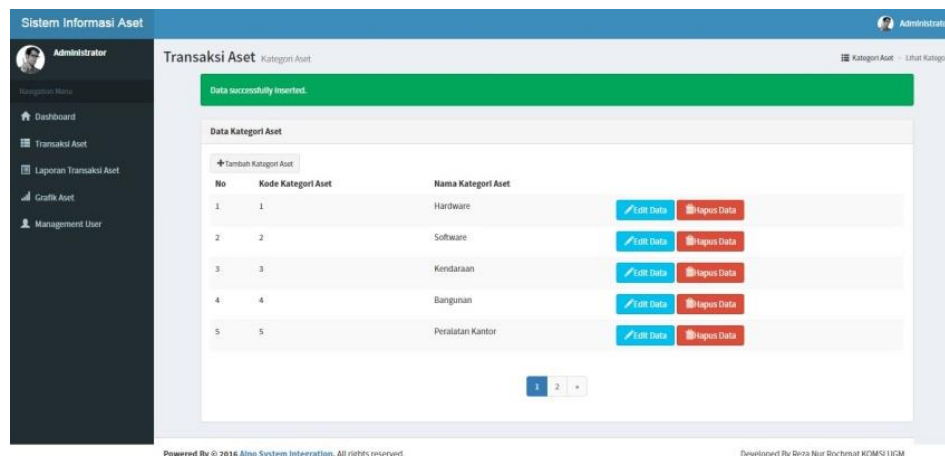 Sistem Informasi Aset
Administrato
Administrator
Transaksi Aset Kategori Aset
Kategori Aset Lihat Katego
Navigation Menu
Data successfully inserted.
Dashboard
Transaksi Aset
Laporan Transaksi Aset
Grafik Aset
Management User
Data Kategori Aset
+Tambah Kategori Aset
No Kode Kategori Aset Nama Kategori Aset
1 1 Hardware Edit Data Hapus Data
2 2 Software Edit Data Hapus Data
3 3 Kendaraan Edit Data Hapus Data
4 4 Bangunan Edit Data Hapus Data
5 5 Peralatan Kantor Edit Data Hapus Data
1 2 »
Powered By © 2016 Aino System Integration. All rights reserved.
Developed By Reza Nur Rochmat KOMSI UGM